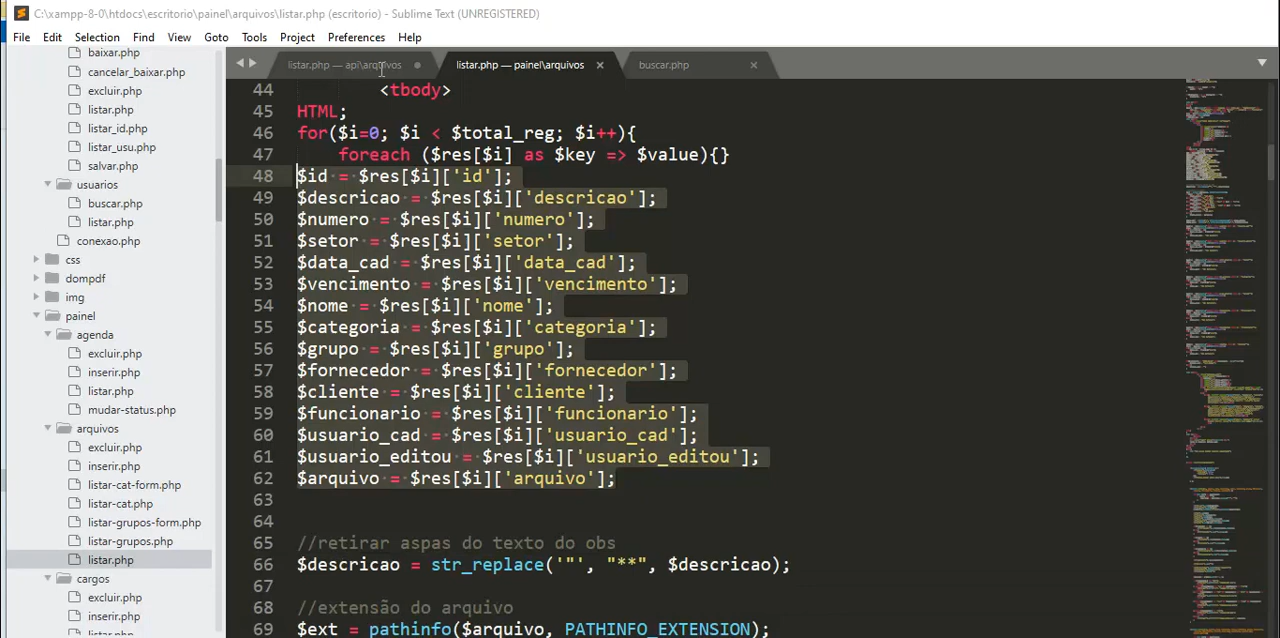 C:\xampp-8-0\htdocs\escritorio\painel\arquivos\listar.php (escritorio) - Sublime Text (UNREGISTERED)
File Edit Selection Find View Goto Tools Project Preferences Help
baixar.php
cancelar_baixar.php
excluir.php
listar.php
listar_id.php
listar_usu.php
salvar.php
usuarios
buscar.php
listar.php
conexao.php
css
dompdf
img
painel
agenda
excluir.php
inserir.php
listar.php
mudar-status.php
arquivos
excluir.php
inserir.php
listar-cat-form.php
listar-cat.php
listar-grupos-form.php
listar-grupos.php
listar.php
cargos
excluir.php
inserir.php
listar.php
listar.php — api\arquivos
listar.php — painel\arquivos
buscar.php
44 <tbody>
45 HTML;
46 for($i=0; $i < $total_reg; $i++){
47 foreach ($res[$i] as $key => $value){}
48 $id = $res[$i]['id'];
49 $descricao = $res[$i]['descricao'];
50 $numero = $res[$i]['numero'];
51 $setor = $res[$i]['setor'];
52 $data_cad = $res[$i]['data_cad'];
53 $vencimento = $res[$i]['vencimento'];
54 $nome = $res[$i]['nome'];
55 $categoria = $res[$i]['categoria'];
56 $grupo = $res[$i]['grupo'];
57 $fornecedor = $res[$i]['fornecedor'];
58 $cliente = $res[$i]['cliente'];
59 $funcionario = $res[$i]['funcionario'];
60 $usuario_cad = $res[$i]['usuario_cad'];
61 $usuario_editou = $res[$i]['usuario_editou'];
62 $arquivo = $res[$i]['arquivo'];
63
64
65 //retirar aspas do texto do obs
66 $descricao = str_replace('"', "**", $descricao);
67
68 //extensão do arquivo
69 $ext = pathinfo($arquivo, PATHINFO_EXTENSION);